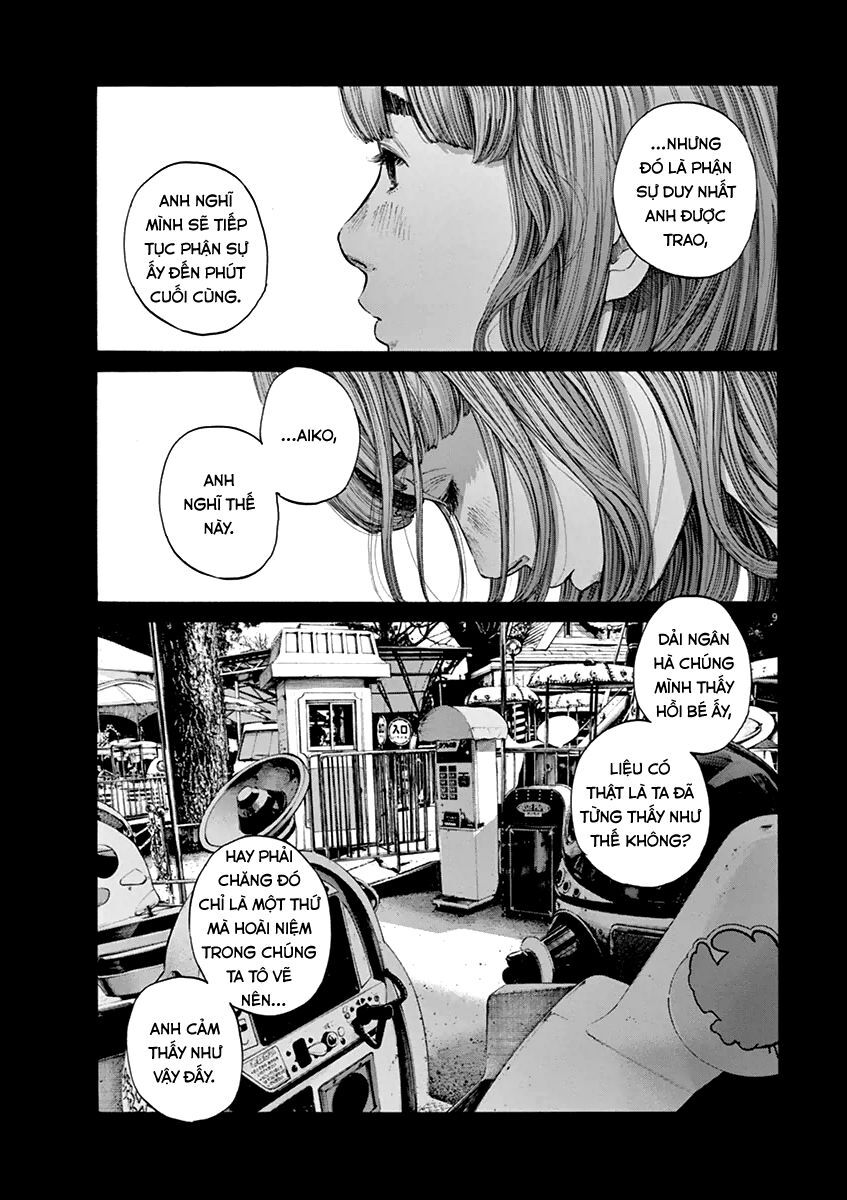 ...NHƯNG
ĐÓ LÀ PHẬN
SỰ DUY NHẤT
ANH ĐƯỢC
TRAO,
ANH NGHĨ
MÌNH SẼ TIẾP
TỤC PHẬN SỰ
ẤY ĐẾN PHÚT
CUỐI CÙNG.
...AIKO,
ANH
NGHĨ THẾ
NÀY.
9
DẢI NGÂN
HÀ CHÚNG
MÌNH THẤY
HỒI BÉ ẤY,
LIỆU CÓ
THẬT LÀ TA ĐÃ
TỪNG THẤY NHƯ
THẾ KHÔNG?
入口
HAY PHẢI
CHĂNG ĐÓ
CHỈ LÀ MỘT THỨ
MÀ HOÀI NIỆM
TRONG CHÚNG
TA TÔ VẼ
NÊN...
ANH CẢM
THẤY NHƯ
VẬY ĐẤY.